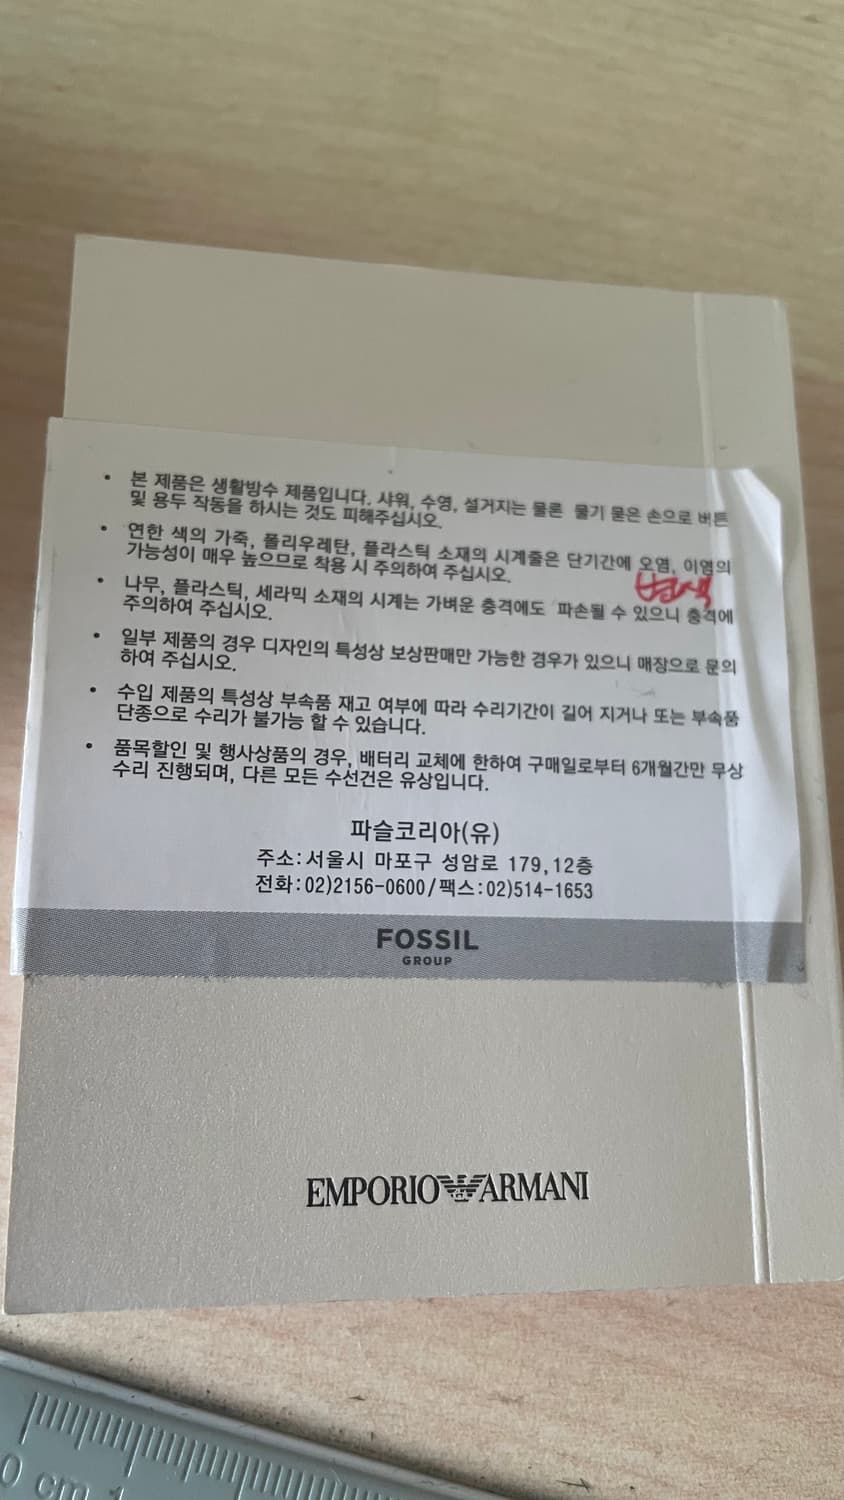 • 본 제품은 생활방수 제품입니다. 샤워, 수영, 설거지는 물론 물기 묻은 손으로 버튼
및 용두 작동을 하시는 것도 피해주십시오.
• 연한 색의 가죽, 폴리우레탄, 플라스틱 소재의 시계줄은 단기간에 오염, 이염의
가능성이 매우 높으므로 착용 시 주의하여 주십시오.
변색
• 나무, 플라스틱, 세라믹 소재의 시계는 가벼운 충격에도 파손될 수 있으니 충격에
주의하여 주십시오.
• 일부 제품의 경우 디자인의 특성상 보상판매만 가능한 경우가 있으니 매장으로 문의
하여 주십시오.
• 수입 제품의 특성상 부속품 재고 여부에 따라 수리기간이 길어 지거나 또는 부속품
단종으로 수리가 불가능 할 수 있습니다.
• 품목할인 및 행사상품의 경우, 배터리 교체에 한하여 구매일로부터 6개월간만 무상
수리 진행되며, 다른 모든 수선건은 유상입니다.
파슬코리아(유)
주소:서울시 마포구 성암로 179,12층
전화:02)2156-0600/팩스:02)514-1653
FOSSIL
GROUP
EMPORIO ARMANI
0 cm 1